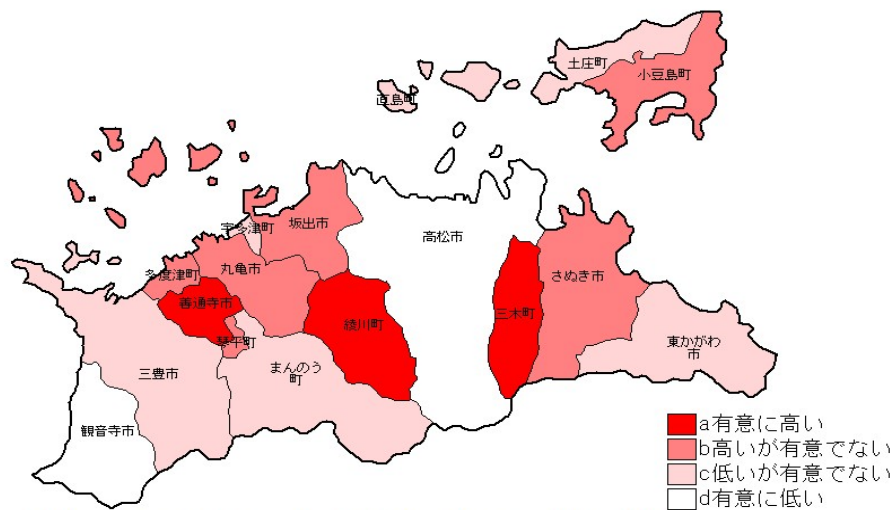 土庄町
小豆島町
直島町
宇多津町
坂出市
高松市
多度津町
丸亀市
さぬき市
善通寺市
綾川町
三木町
琴平町
東かがわ
市
三豊市
まんのう
町
観音寺市
a有意に高い
b高いが有意でない
c低いが有意でない
d有意に低い